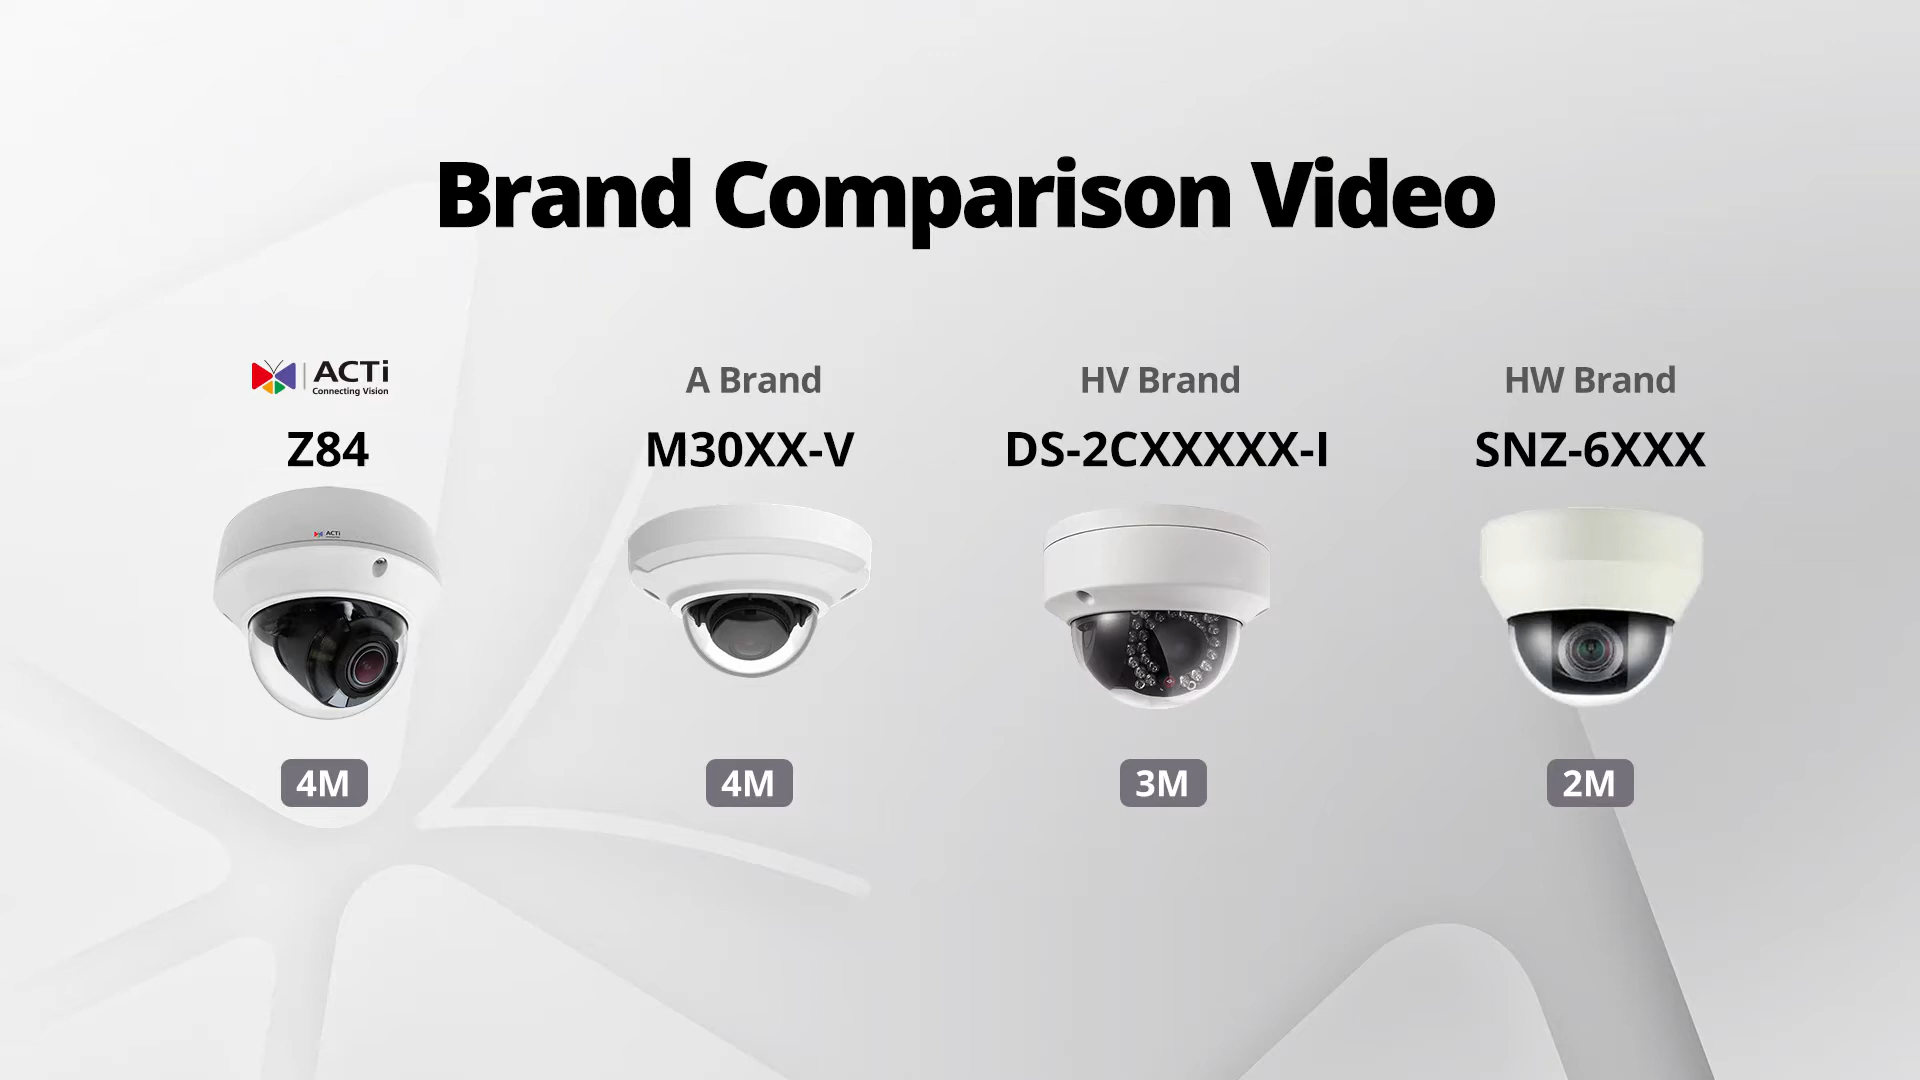 Brand Comparison Video
ACTi
Connecting Vision
A Brand
HV Brand
HW Brand
Z84
M30XX-V
DS-2CXXXXX-I
SNZ-6XXX
ACTi
4M
4M
3M
2M